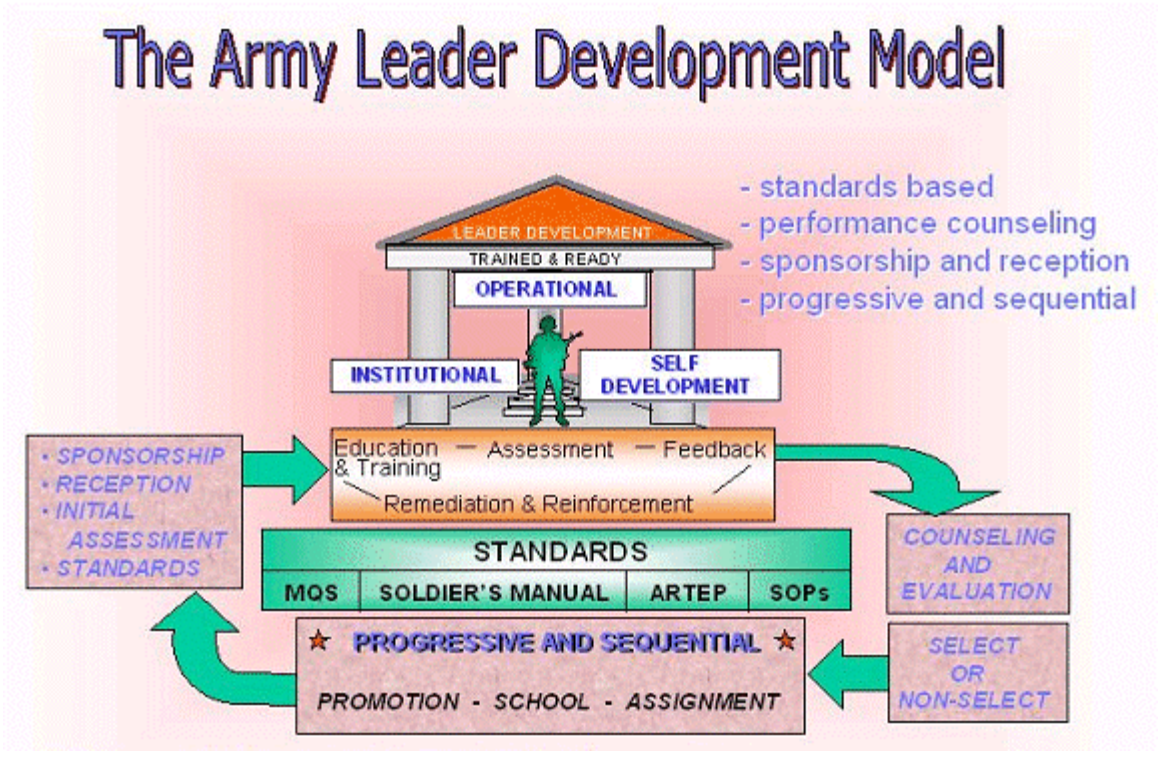 The Army Leader Development Model
- standards based
- performance counseling
- sponsorship and reception
- progressive and sequential
LEADER DEVELOPMENT
TRAINED & READY
OPERATIONAL
INSTITUTIONAL
SELF
DEVELOPMENT
• SPONSORSHIP
• RECEPTION
• INITIAL
ASSESSMENT
• STANDARDS
Education — Assessment — Feedback
& Training
Remediation & Reinforcement
COUNSELING
AND
EVALUATION
STANDARDS
MQS SOLDIER'S MANUAL ARTEP SOPs
PROGRESSIVE AND SEQUENTIAL
PROMOTION - SCHOOL - ASSIGNMENT
SELECT
OR
NON-SELECT